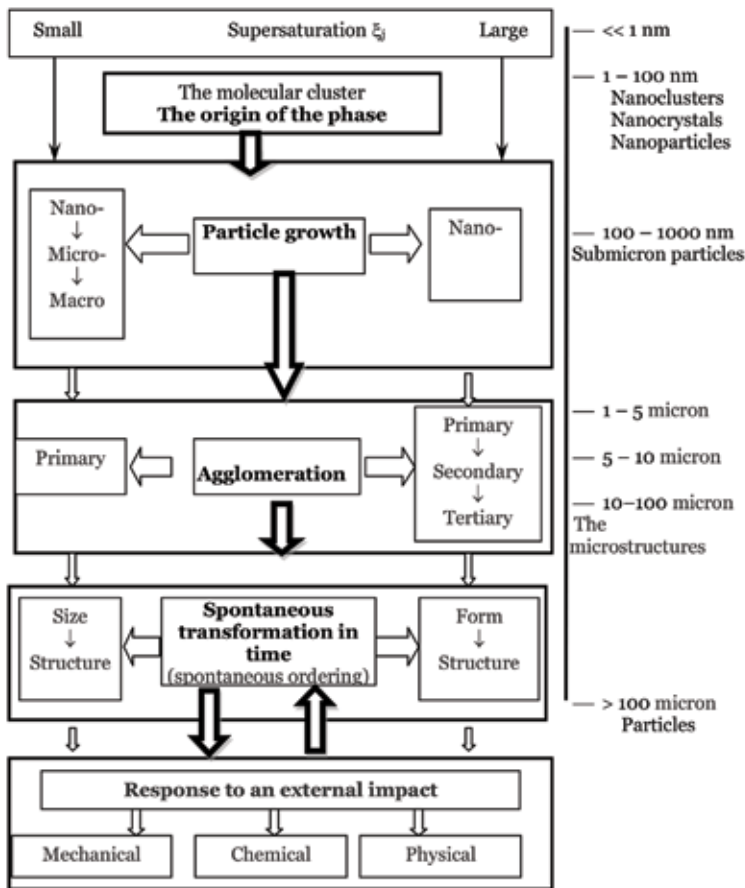 Small Supersaturation ξⱼ Large
The molecular cluster
The origin of the phase
Nano-
↓
Micro-
↓
Macro
Particle growth
Nano-
Primary
Agglomeration
Primary
↓
Secondary
↓
Tertiary
Size
↓
Structure
Spontaneous
transformation in
time
(spontaneous ordering)
Form
↓
Structure
Response to an external impact
Mechanical
Chemical
Physical
<< 1 nm
1 – 100 nm
Nanoclusters
Nanocrystals
Nanoparticles
100 – 1000 nm
Submicron particles
1 – 5 micron
5 – 10 micron
10–100 micron
The
microstructures
> 100 micron
Particles